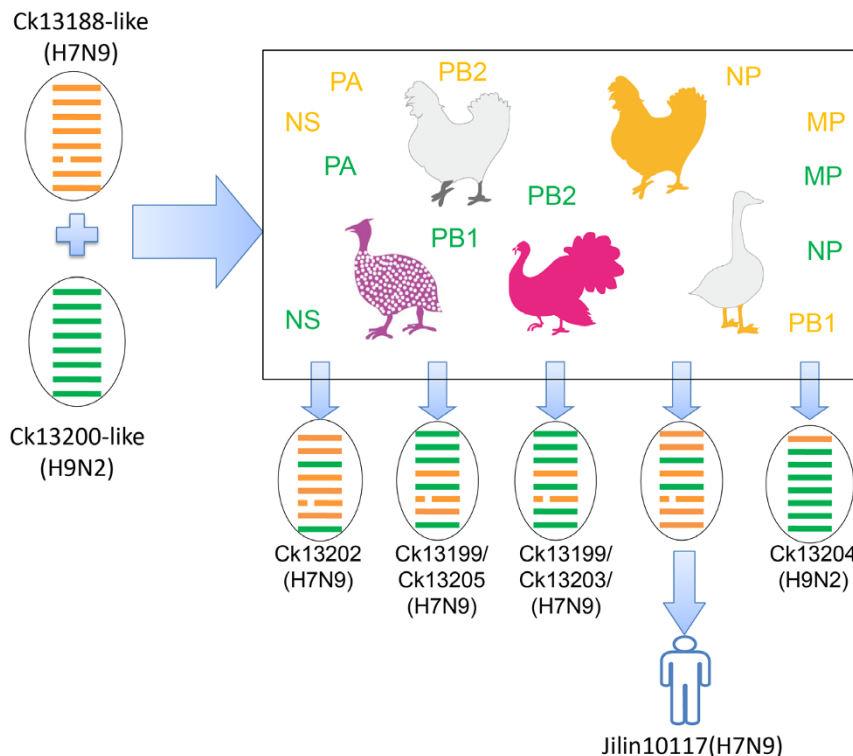 Ck13188-like
(H7N9)
Ck13200-like
(H9N2)
PA
PB2
NP
NS
MP
PA
MP
PB2
PB1
NP
NS
PB1
Ck13202
(H7N9)
Ck13199/
Ck13205
(H7N9)
Ck13199/
Ck13203/
(H7N9)
Ck13204
(H9N2)
Jilin10117(H7N9)